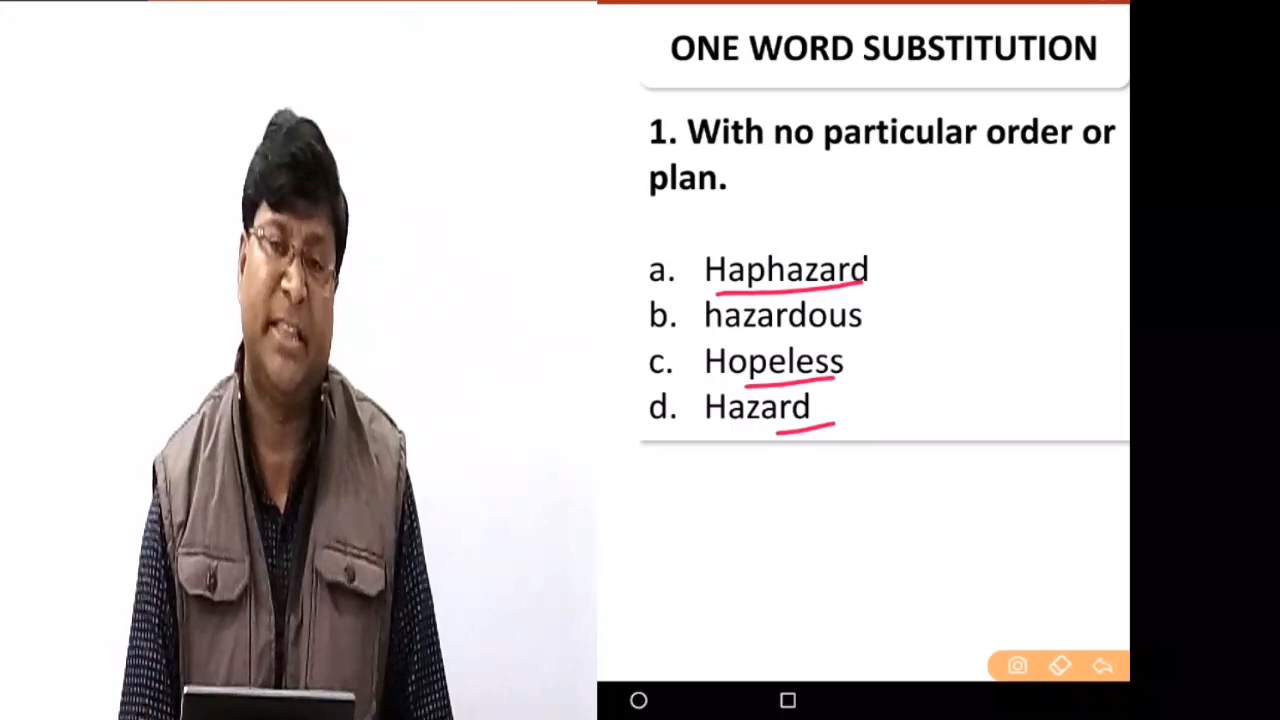 ONE WORD SUBSTITUTION
1. With no particular order or
plan.
a. Haphazard
b. hazardous
c. Hopeless
d. Hazard